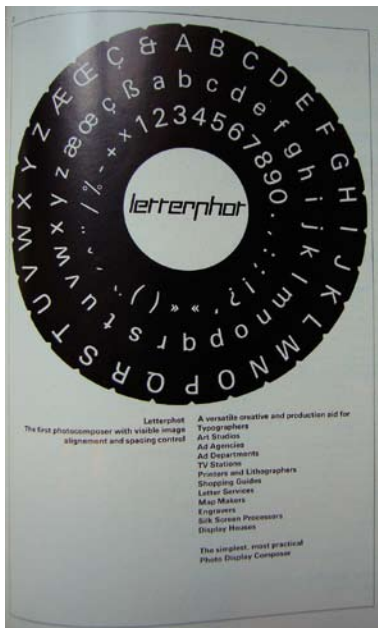 A B C D E F G H I J K L M N O P Q R S T U V W X Y Z Æ Œ Ç &
a b c d e f g h i j k l m n o p q r s t u v w x y z æ œ ç ß
1 2 3 4 5 6 7 8 9 0 . , : ; ! ? ' » « ) ( / % - + x
letterphot
Letterphot
The first photocomposer with visible image
alignement and spacing control
A versatile creative and production aid for
Typographers
Art Studios
Ad Agencies
Ad Departments
TV Stations
Printers and Lithographers
Shopping Guides
Letter Services
Map Makers
Engravers
Silk Screen Processors
Display Houses
The simplest, most practical
Photo Display Composer